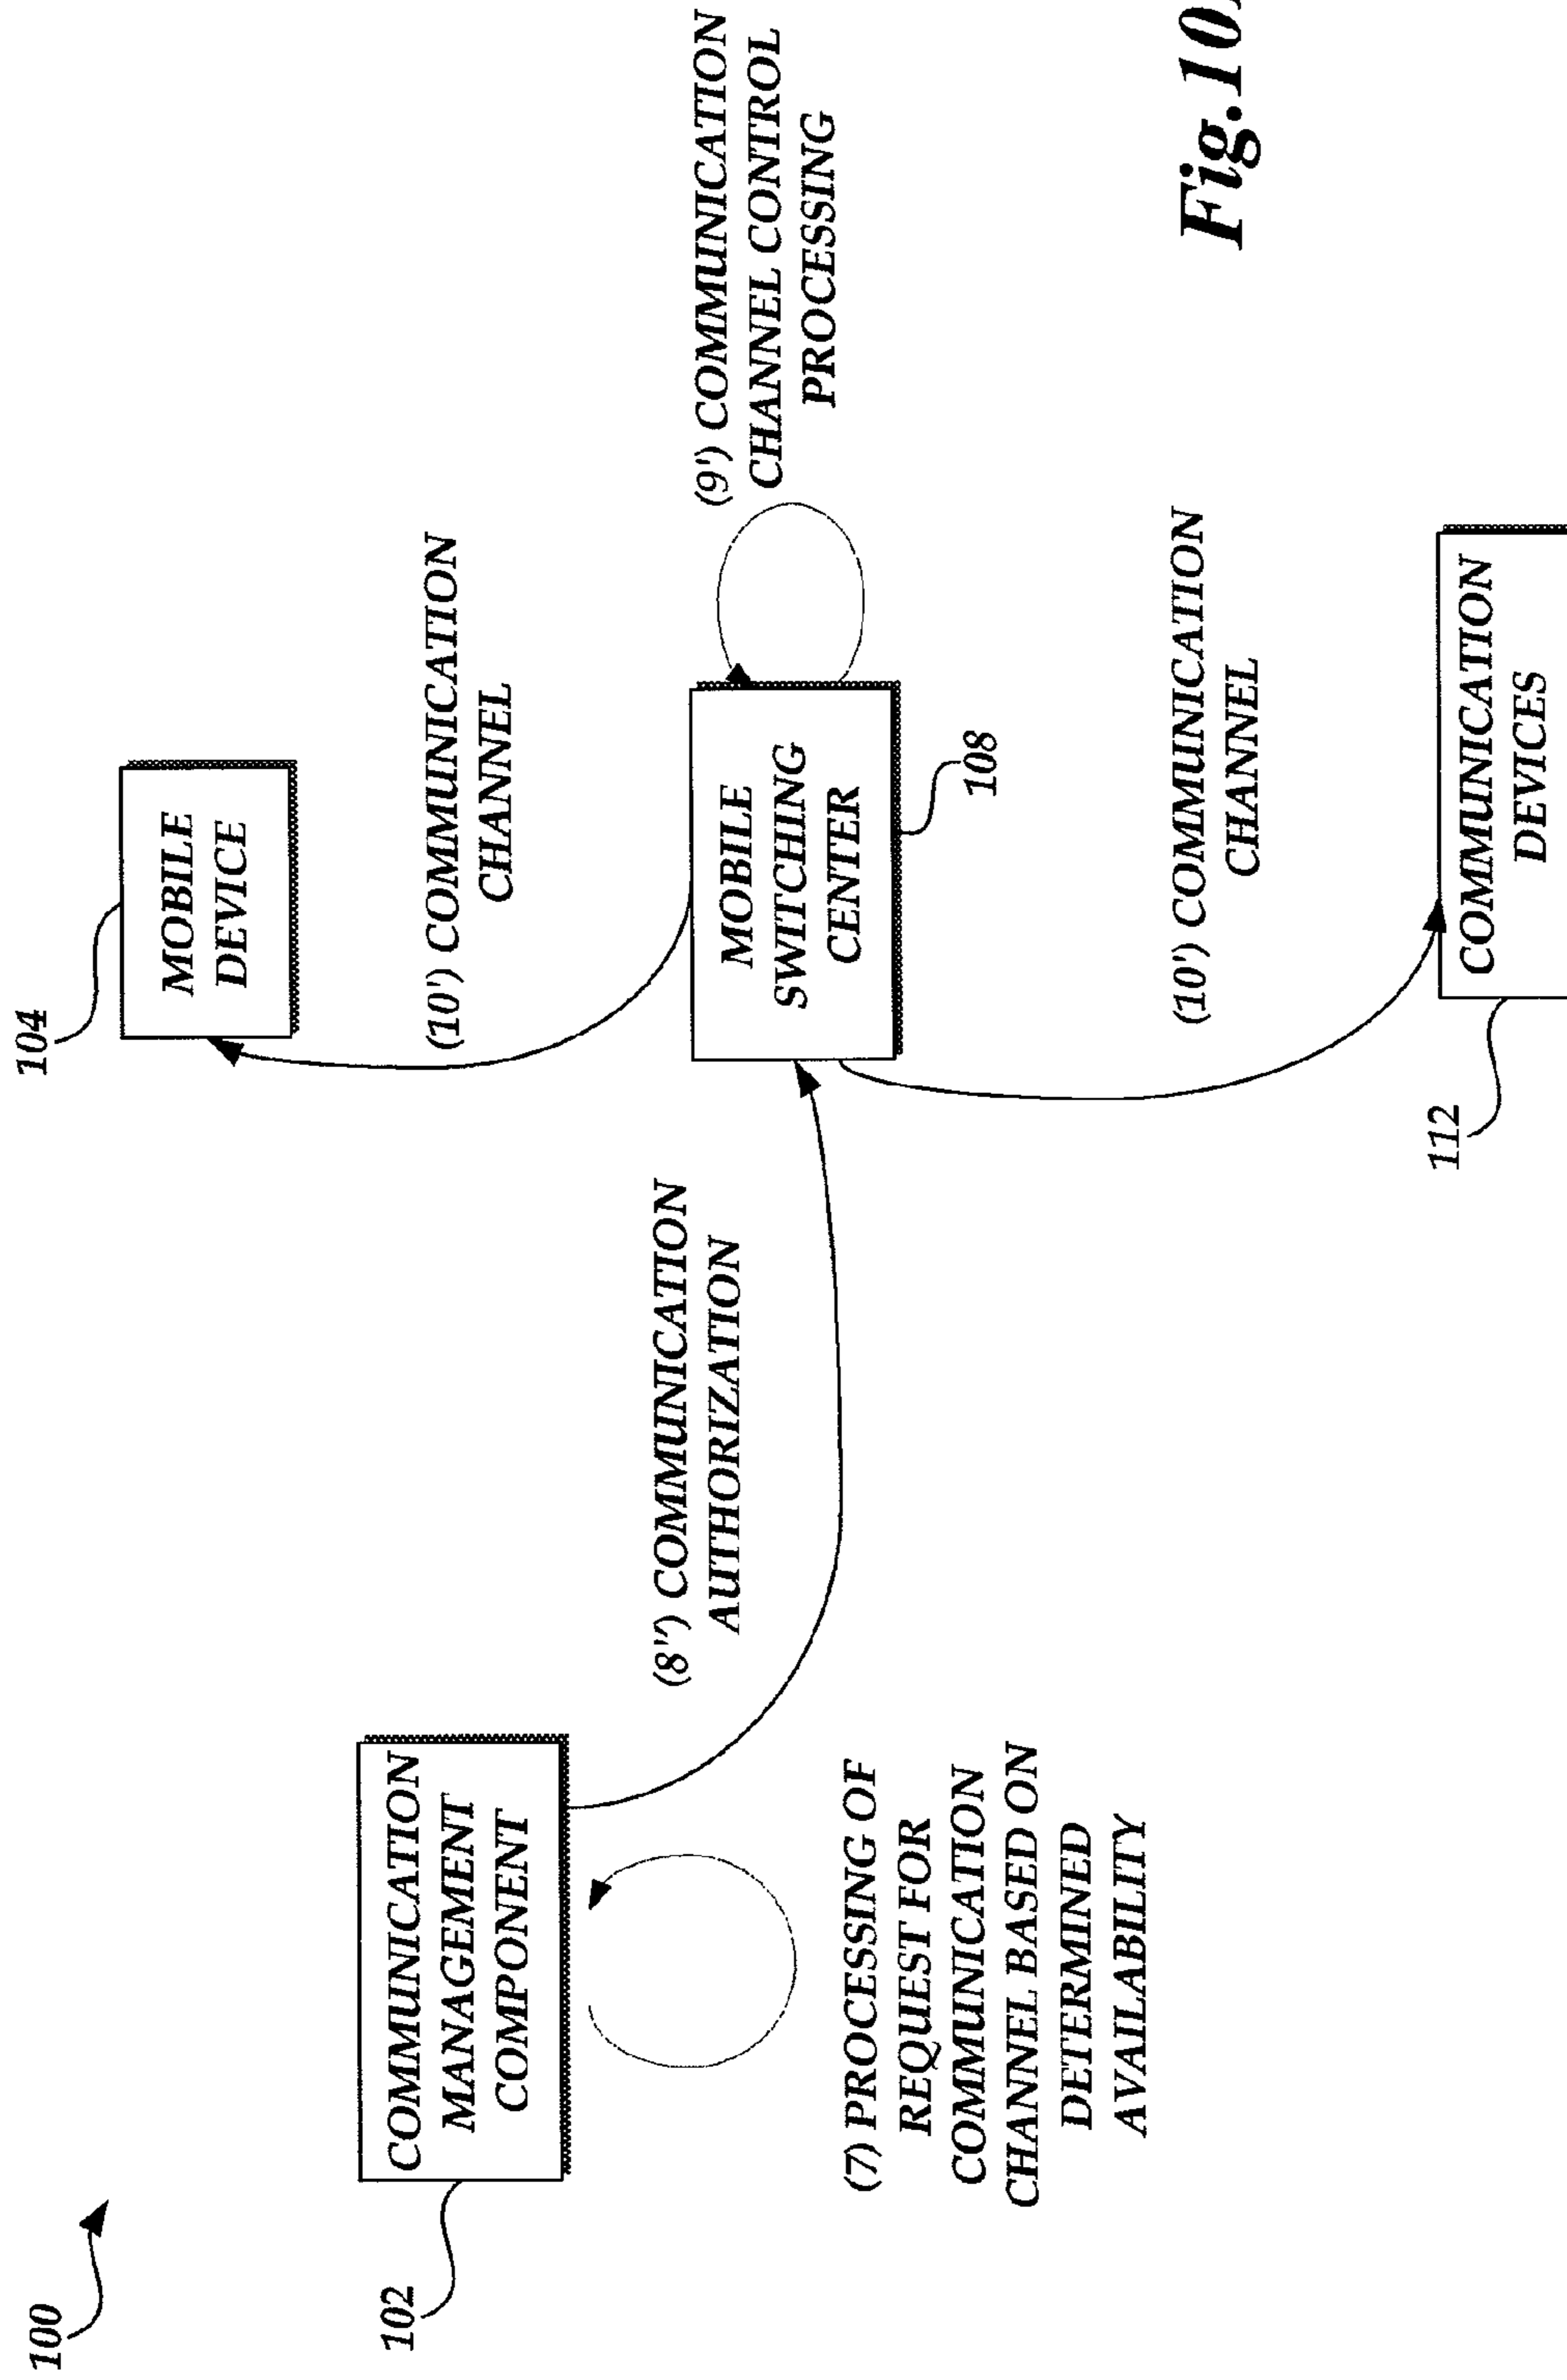 100
104
MOBILE
DEVICE
102
COMMUNICATION
MANAGEMENT
COMPONENT
(10') COMMUNICATION
CHANNEL
(8") COMMUNICATION
AUTHORIZATION
MOBILE
SWITCHING
CENTER
108
(9') COMMUNICATION
CHANNEL CONTROL
PROCESSING
(7) PROCESSING OF
REQUEST FOR
COMMUNICATION
CHANNEL BASED ON
DETERMINED
AVAILABILITY
(10') COMMUNICATION
CHANNEL
112
COMMUNICATION
DEVICES
Fig.10